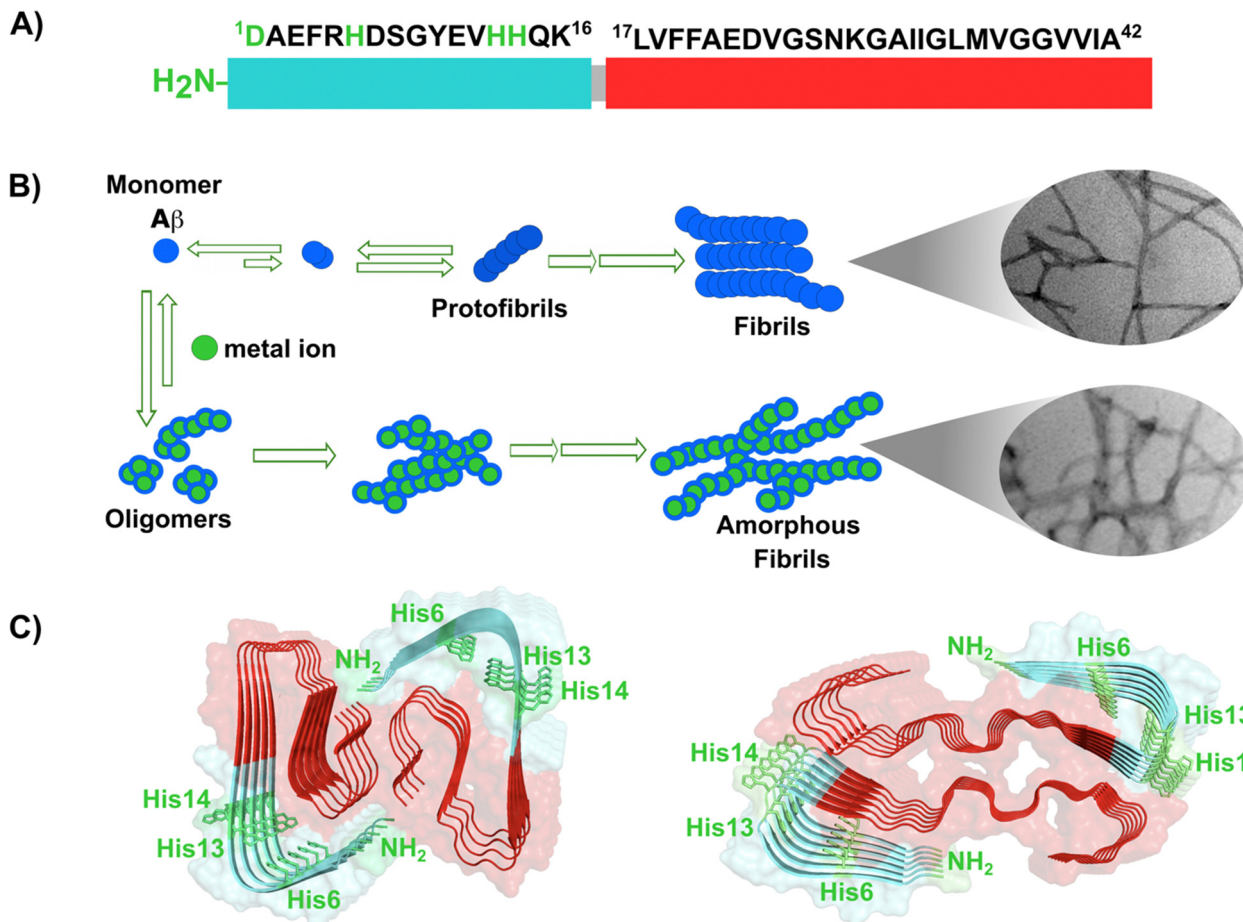 A)
¹DAEFRHDSGYEVHHQK¹⁶ ¹⁷LVFFAEDVGSNKGAIIGLMVGGVVIA⁴²
H₂N-
B)
Monomer
Aβ
Protofibrils
Fibrils
metal ion
Oligomers
Amorphous
Fibrils
C)
His6
NH₂
His13
His14
His14
His13
NH₂
His6
His6
NH₂
His13
His1
His14
His13
NH₂
His6